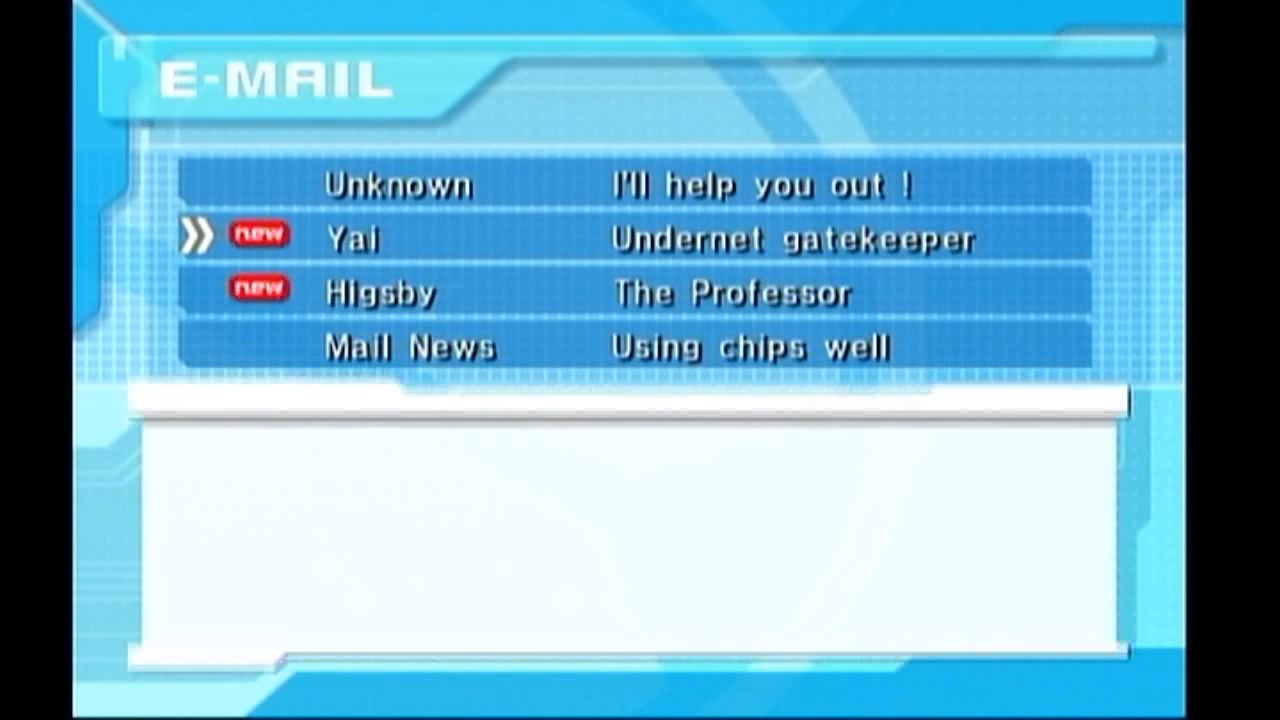 E-MAIL
Unknown I'll help you out !
new Yai Undernet gatekeeper
new Higsby The Professor
Mail News Using chips well